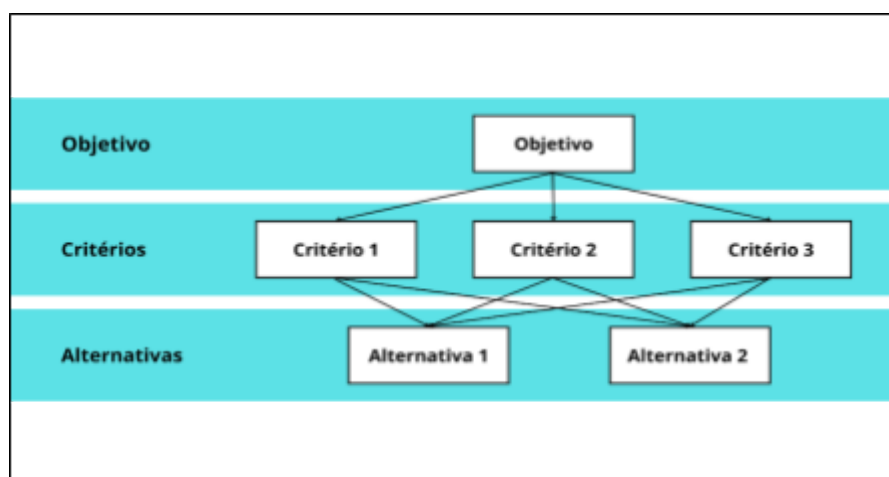 Objetivo
Objetivo
Critérios
Critério 1
Critério 2
Critério 3
Alternativas
Alternativa 1
Alternativa 2